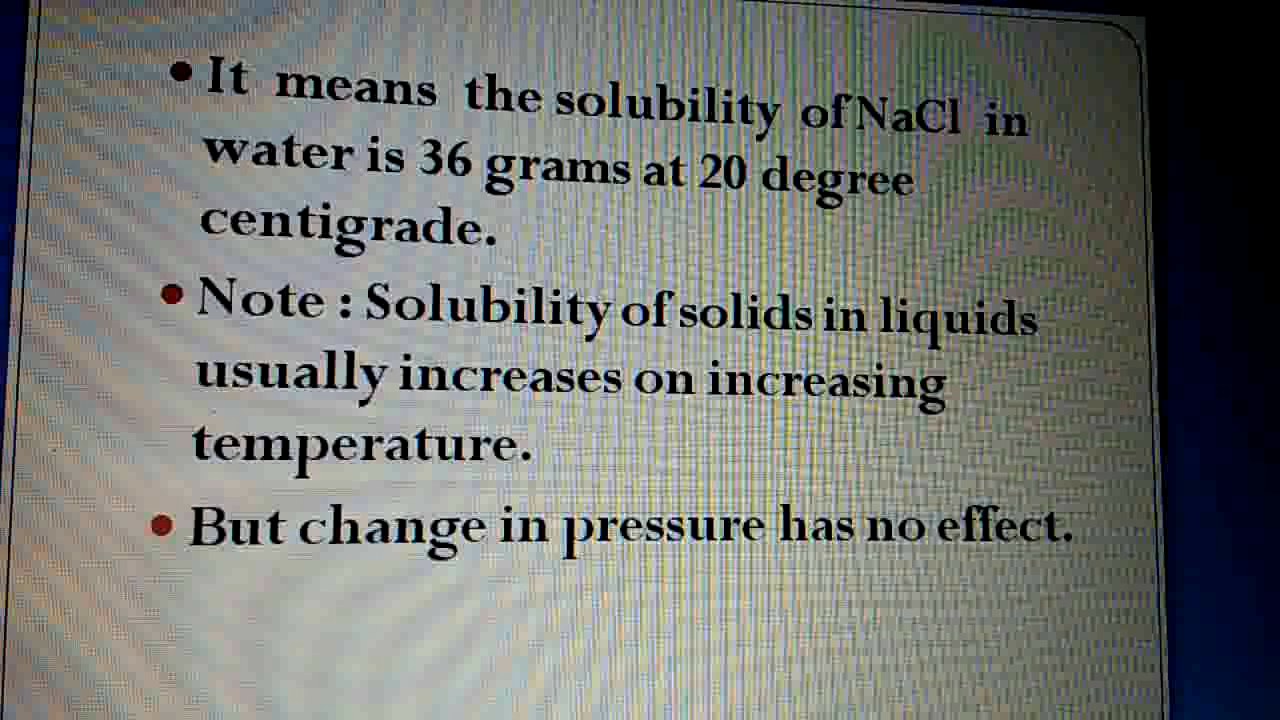 • It means the solubility of NaCl in
water is 36 grams at 20 degree
centigrade.
• Note : Solubility of solids in liquids
usually increases on increasing
temperature.
• But change in pressure has no effect.